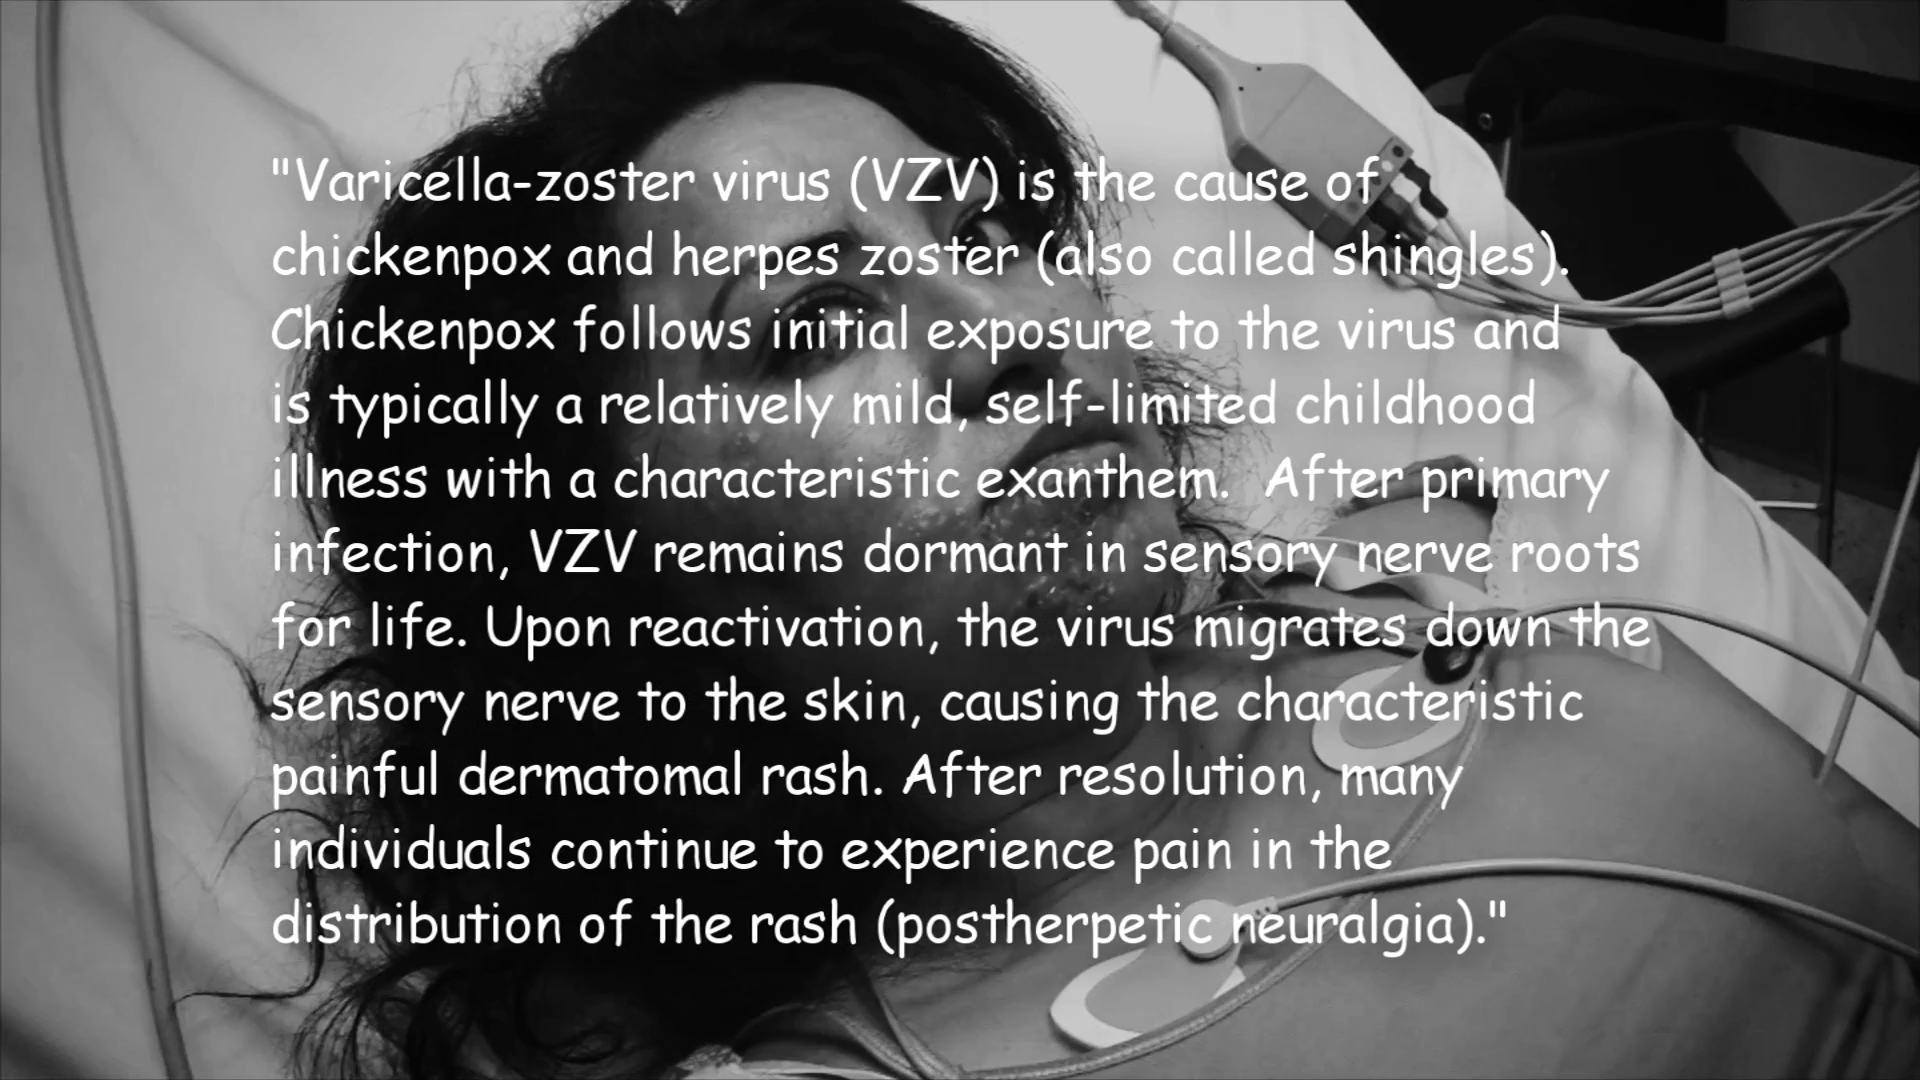 "Varicella-zoster virus (VZV) is the cause of
chickenpox and herpes zoster (also called shingles).
Chickenpox follows initial exposure to the virus and
is typically a relatively mild, self-limited childhood
illness with a characteristic exanthem.  After primary
infection, VZV remains dormant in sensory nerve roots
for life. Upon reactivation, the virus migrates down the
sensory nerve to the skin, causing the characteristic
painful dermatomal rash. After resolution, many
individuals continue to experience pain in the
distribution of the rash (postherpetic neuralgia)."